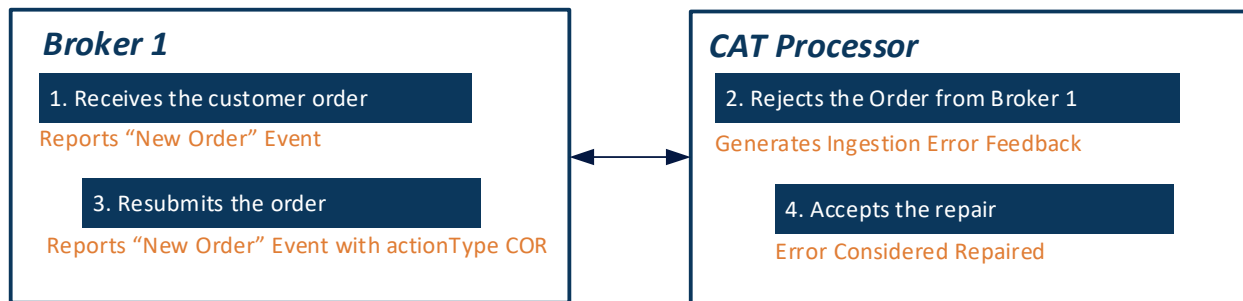 Broker 1
1. Receives the customer order
Reports “New Order” Event
3. Resubmits the order
Reports “New Order” Event with actionType COR
CAT Processor
2. Rejects the Order from Broker 1
Generates Ingestion Error Feedback
4. Accepts the repair
Error Considered Repaired